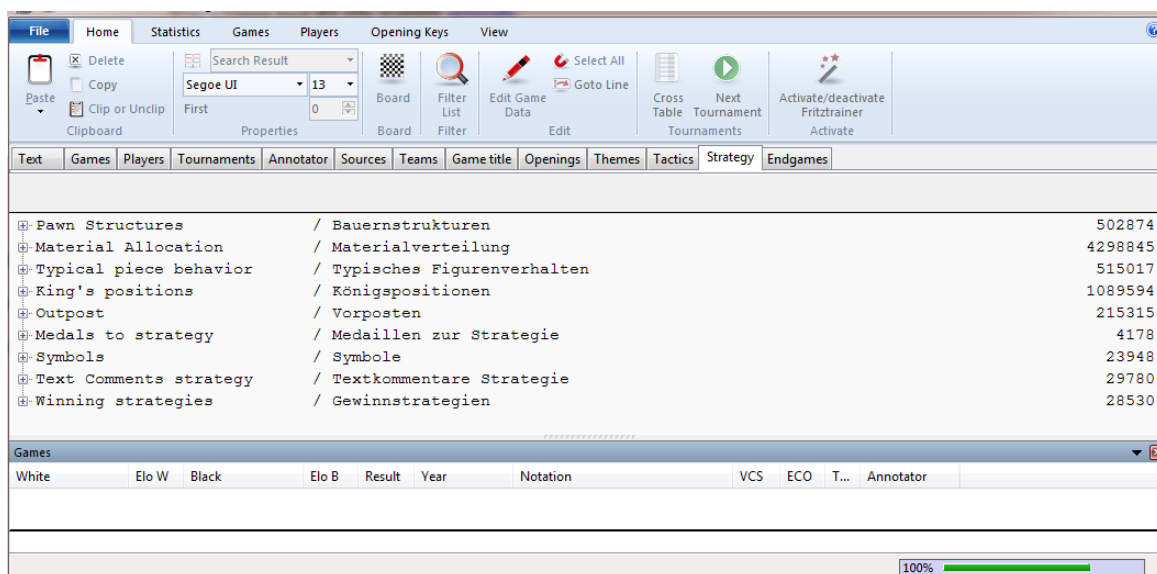 File Home Statistics Games Players Opening Keys View
Delete Search Result Select All
Copy Segoe UI 13 Goto Line
Paste Clip or Unclip First 0 Board Filter List Edit Game Data Cross Table Next Tournament Activate/deactivate Fritztrainer
Clipboard Properties Board Filter Edit Tournaments Activate
Text Games Players Tournaments Annotator Sources Teams Game title Openings Themes Tactics Strategy Endgames
Pawn Structures / Bauernstrukturen 502874
Material Allocation / Materialverteilung 4298845
Typical piece behavior / Typisches Figurenverhalten 515017
King's positions / Königspositionen 1089594
Outpost / Vorposten 215315
Medals to strategy / Medaillen zur Strategie 4178
Symbols / Symbole 23948
Text Comments strategy / Textkommentare Strategie 29780
Winning strategies / Gewinnstrategien 28530
Games
White Elo W Black Elo B Result Year Notation VCS ECO T... Annotator
100%